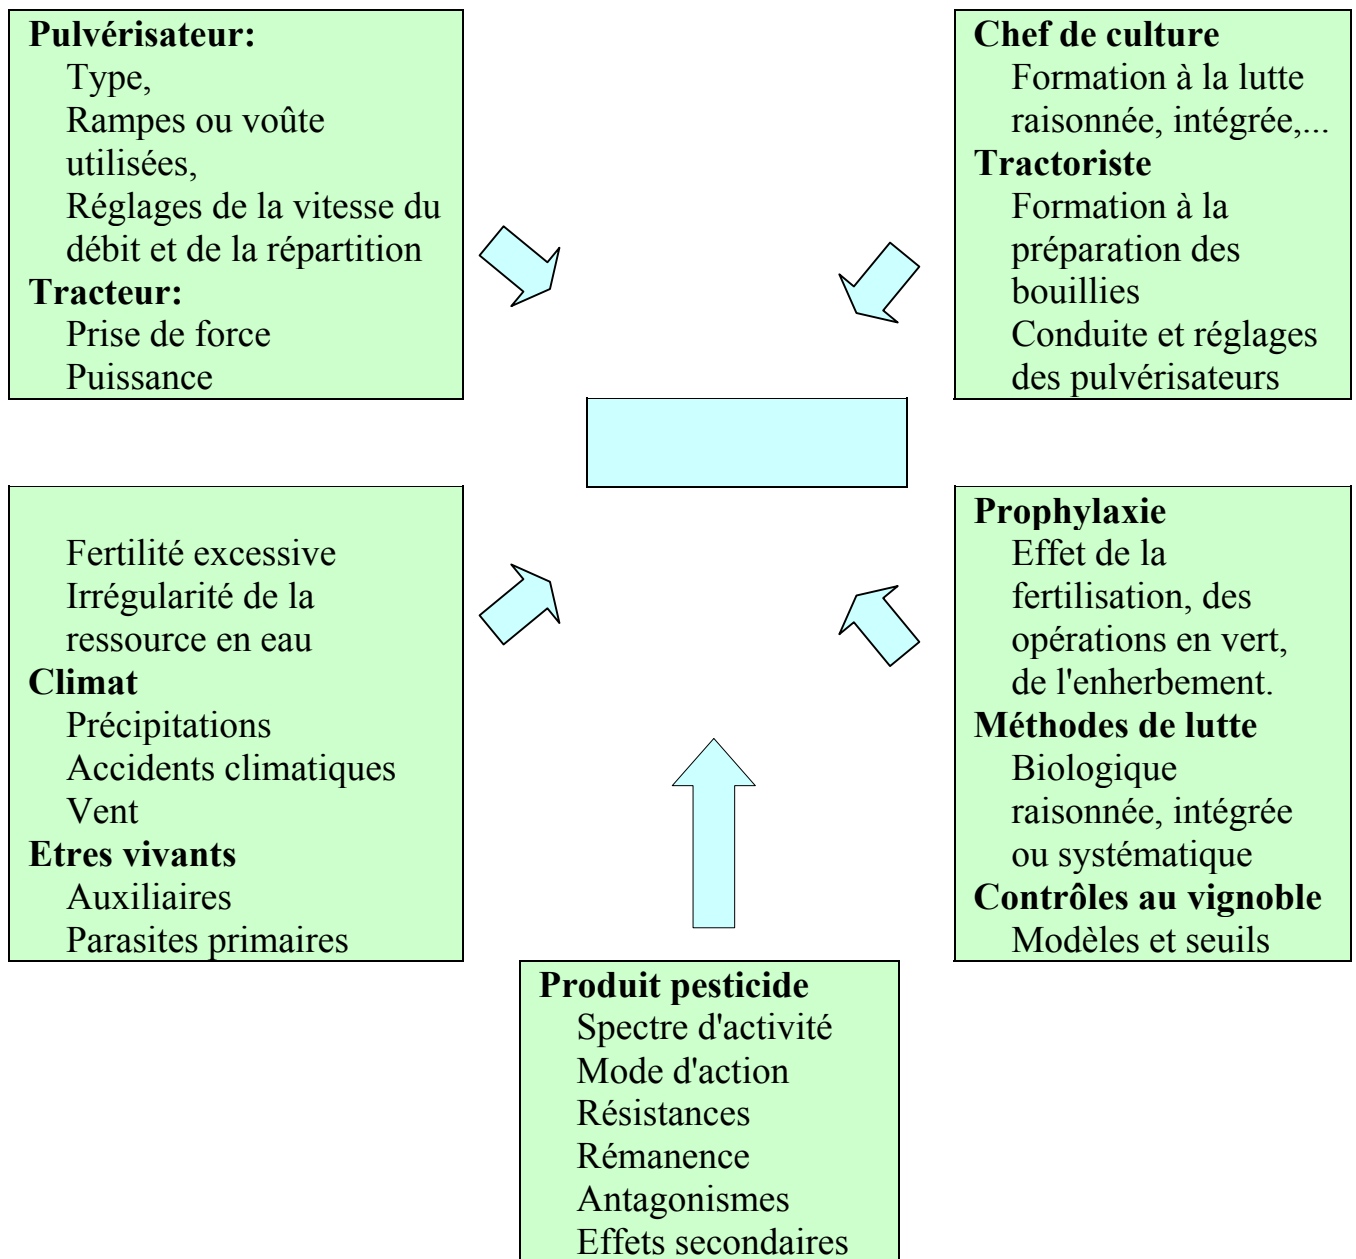 Pulvérisateur:
Type,
Rampes ou voûte
utilisées,
Réglages de la vitesse du
débit et de la répartition
Tracteur:
Prise de force
Puissance
Chef de culture
Formation à la lutte
raisonnée, intégrée,...
Tractoriste
Formation à la
préparation des
bouillies
Conduite et réglages
des pulvérisateurs
Fertilité excessive
Irrégularité de la
ressource en eau
Climat
Précipitations
Accidents climatiques
Vent
Etres vivants
Auxiliaires
Parasites primaires
Prophylaxie
Effet de la
fertilisation, des
opérations en vert,
de l'enherbement.
Méthodes de lutte
Biologique
raisonnée, intégrée
ou systématique
Contrôles au vignoble
Modèles et seuils
Produit pesticide
Spectre d'activité
Mode d'action
Résistances
Rémanence
Antagonismes
Effets secondaires